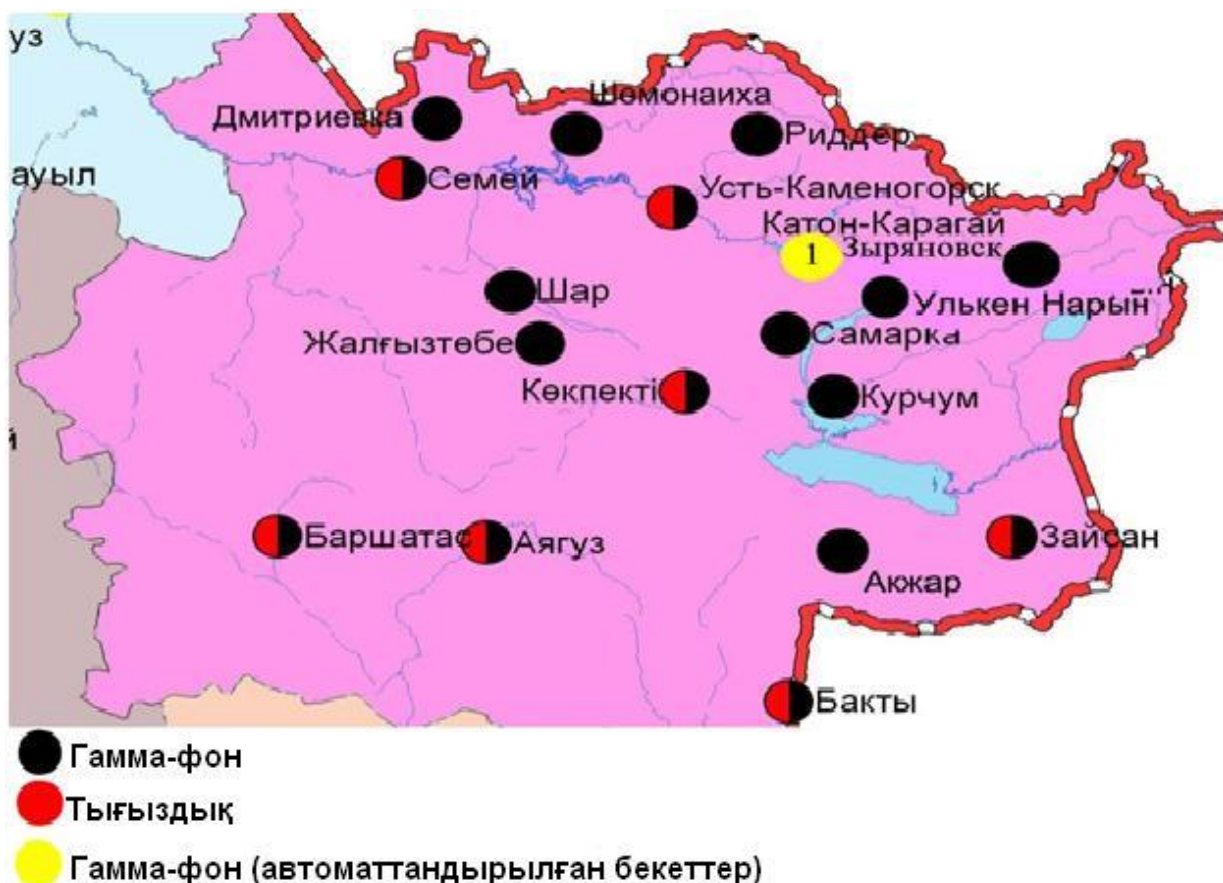 уз
Шомонаиха
Дмитриевка
Риддер
ауыл
Семей
Усть-Каменогорск
Катон-Карагай
1
Зыряновск
Шар
Улькен Нарын
Самарка
Жалғызтөбе
Көкпекті
Курчум
й
Баршатас
Аягуз
Зайсан
Акжар
Бакты
Гамма-фон
Тығыздық
Гамма-фон (автоматтандырылған бекеттер)